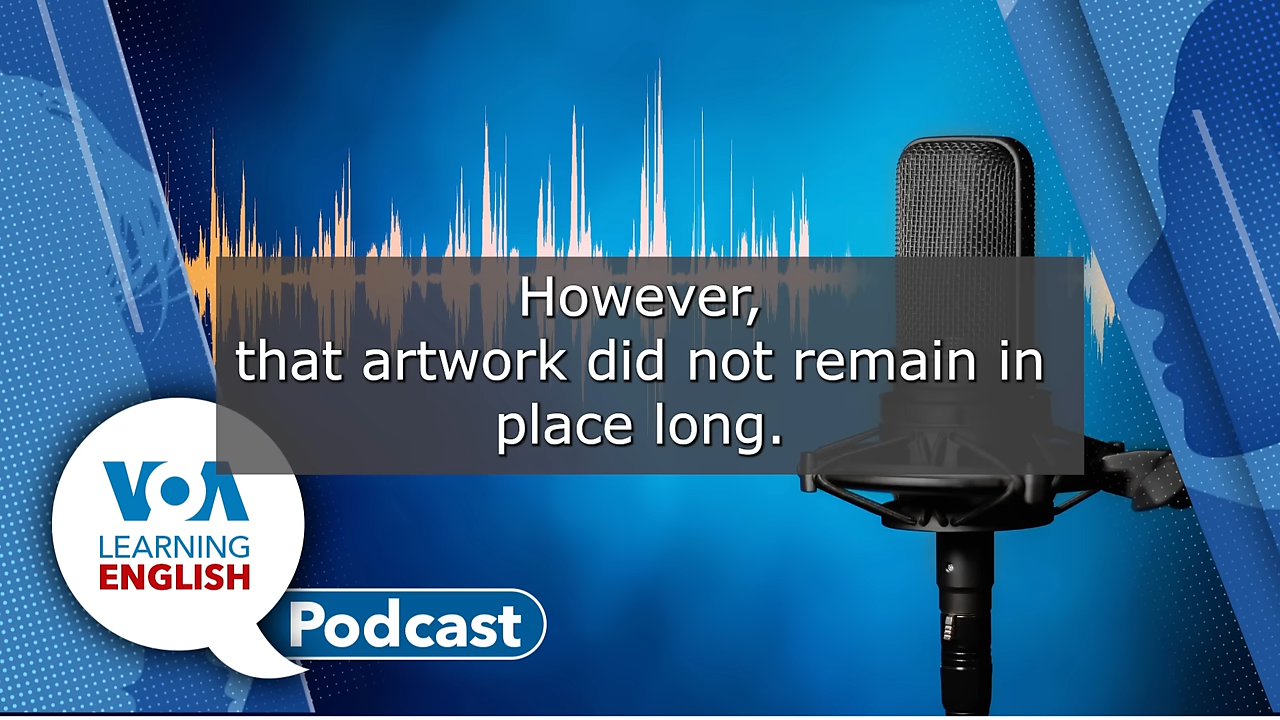 However,
that artwork did not remain in
place long.
VOA
LEARNING
ENGLISH
Podcast